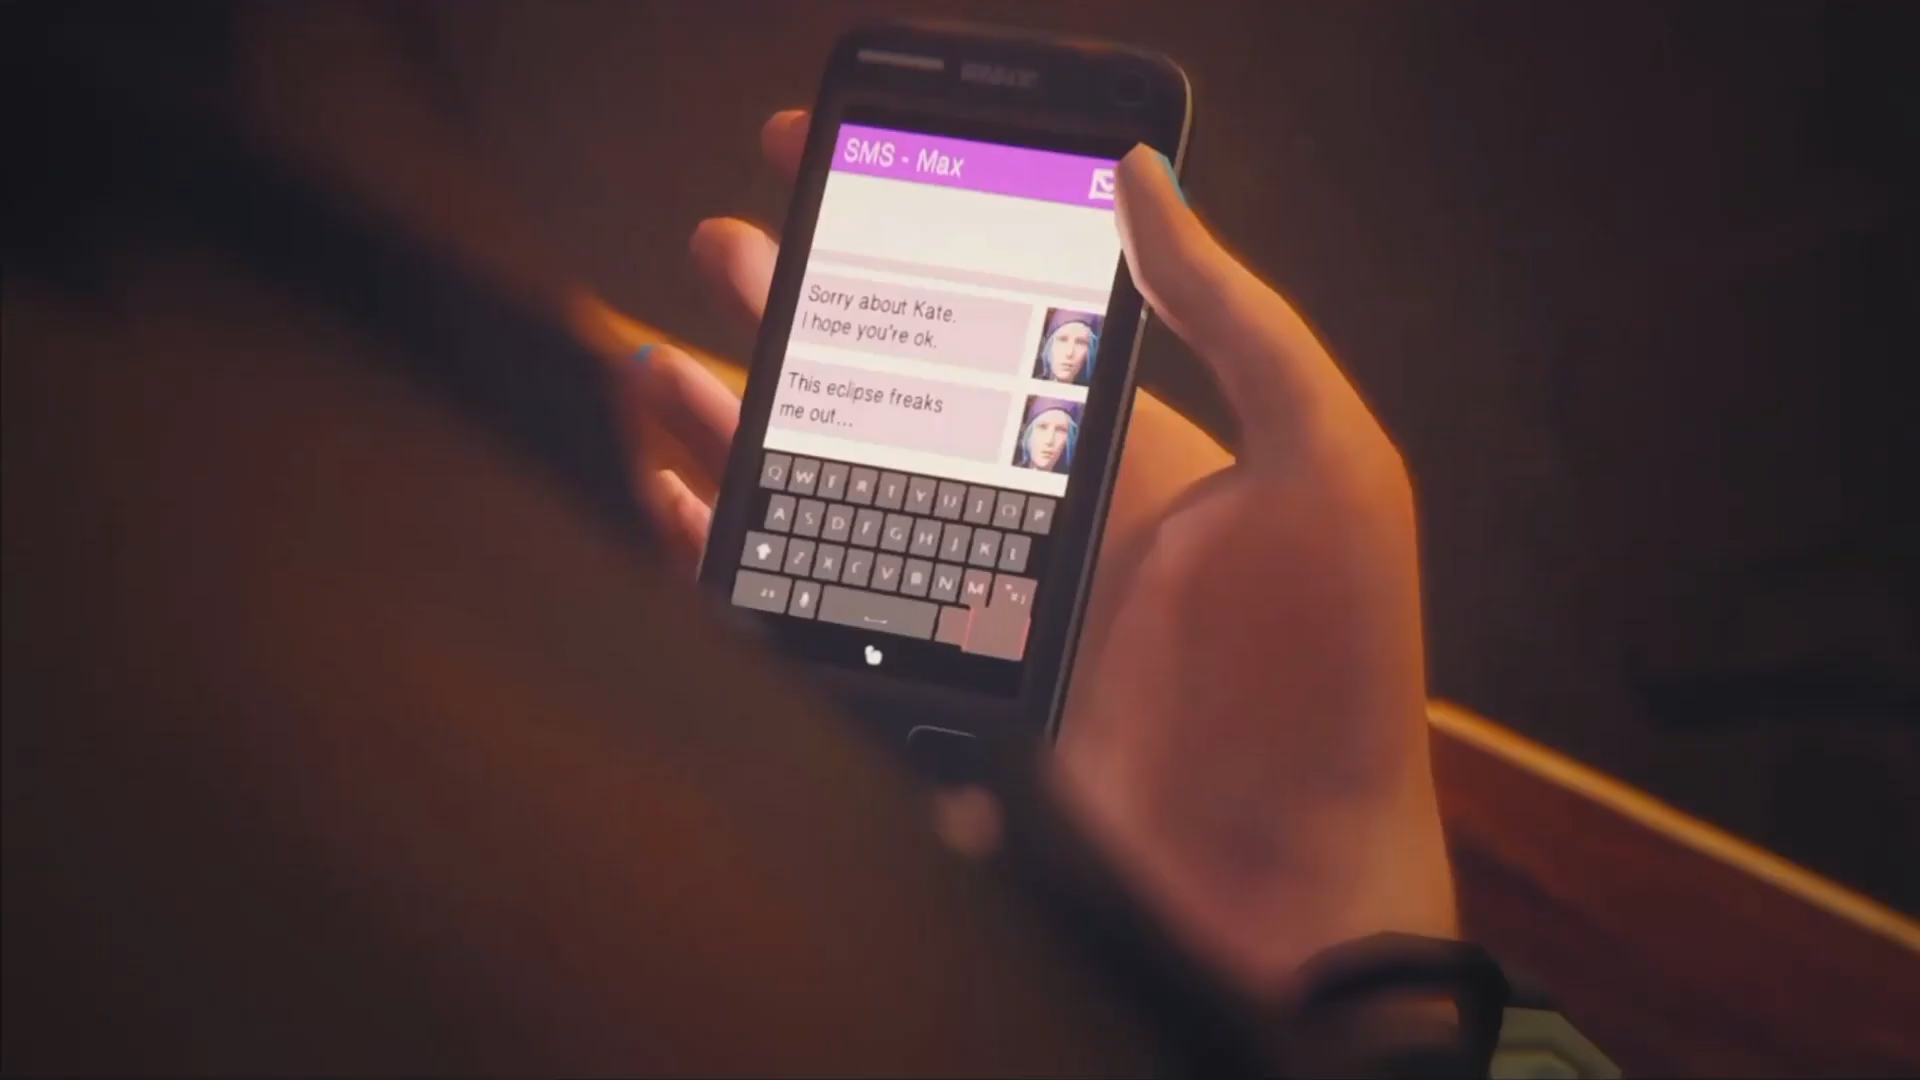 SMS - Max
Sorry about Kate.
I hope you're ok.
This eclipse freaks
me out...
Q W E R T Y U I O P
A S D F G H J K L
Z X C V B N M